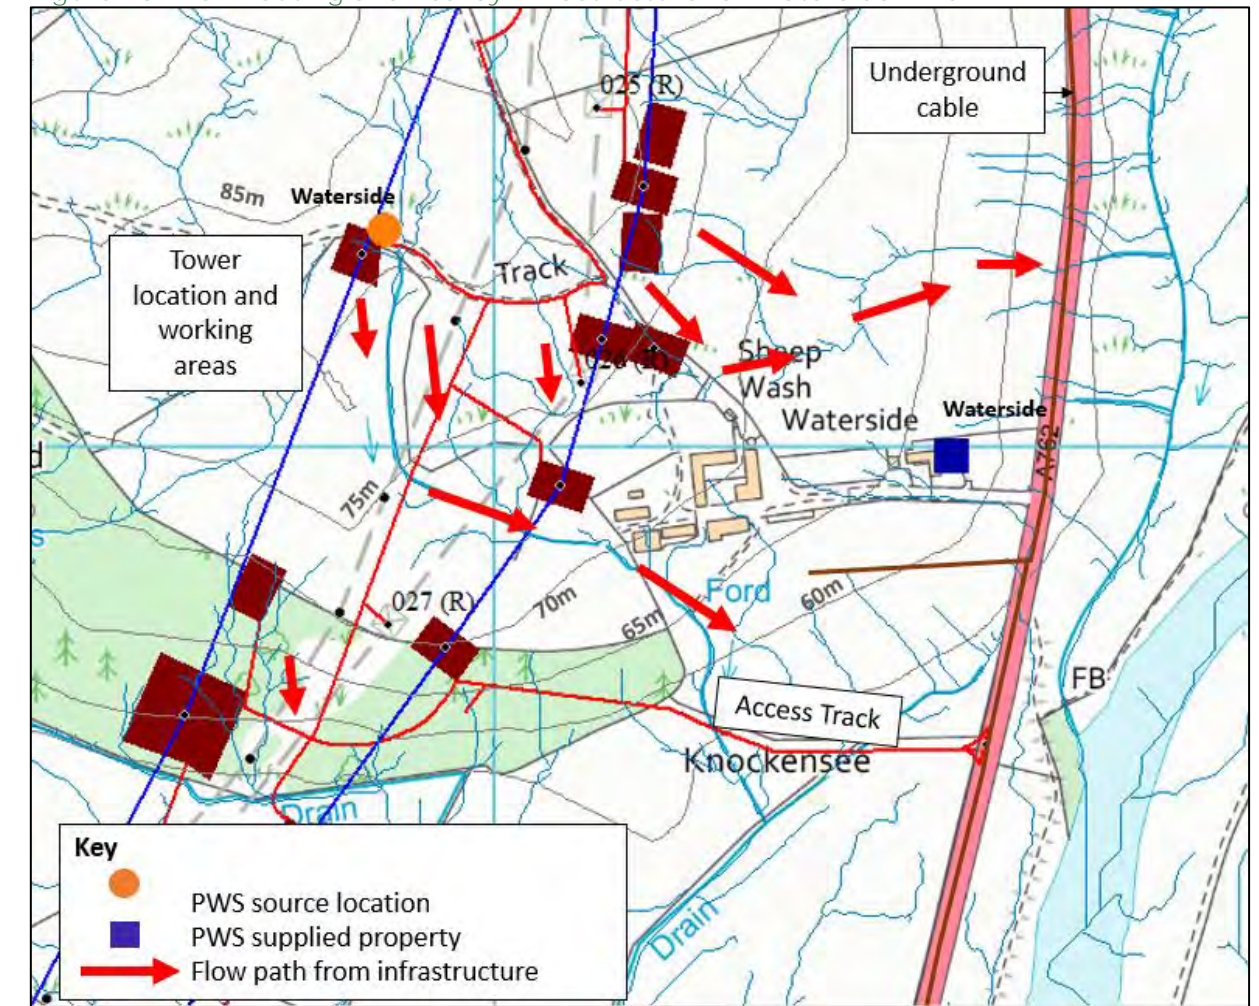 025 (R)
Underground
cable
85m
Waterside
Tower
location and
working
areas
Track
Sheep
Wash
Waterside
Waterside
A762
75m
d
s
027 (R)
70m
65m
Ford
60m
FB
Access Track
Knockensee
Drain
Drain
Key
PWS source location
PWS supplied property
Flow path from infrastructure